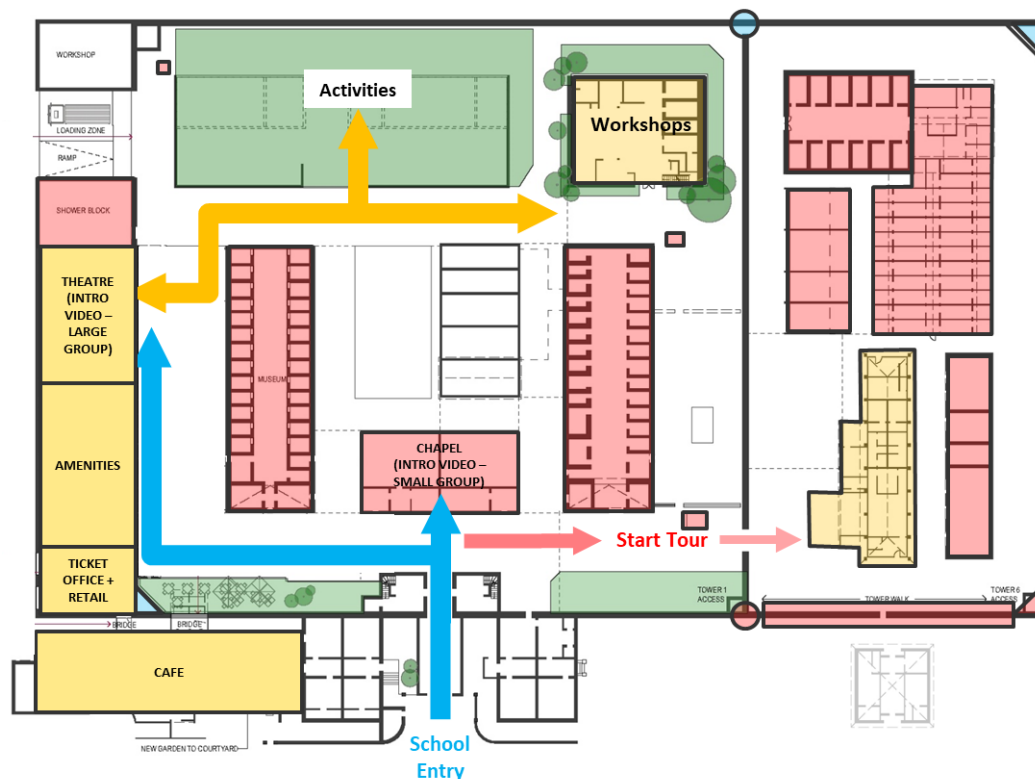 WORKSHOP
Activities
Workshops
LOADING ZONE
RAMP
SHOWER BLOCK
THEATRE
(INTRO
VIDEO –
LARGE
GROUP)
MUSEUM
CHAPEL
(INTRO VIDEO –
SMALL GROUP)
AMENITIES
Start Tour
TICKET
OFFICE +
RETAIL
TOWER 1
ACCESS
TOWER WALK
TOWER 6
ACCESS
BRIDGE
BRIDGE
CAFE
NEW GARDEN TO COURTYARD
School
Entry